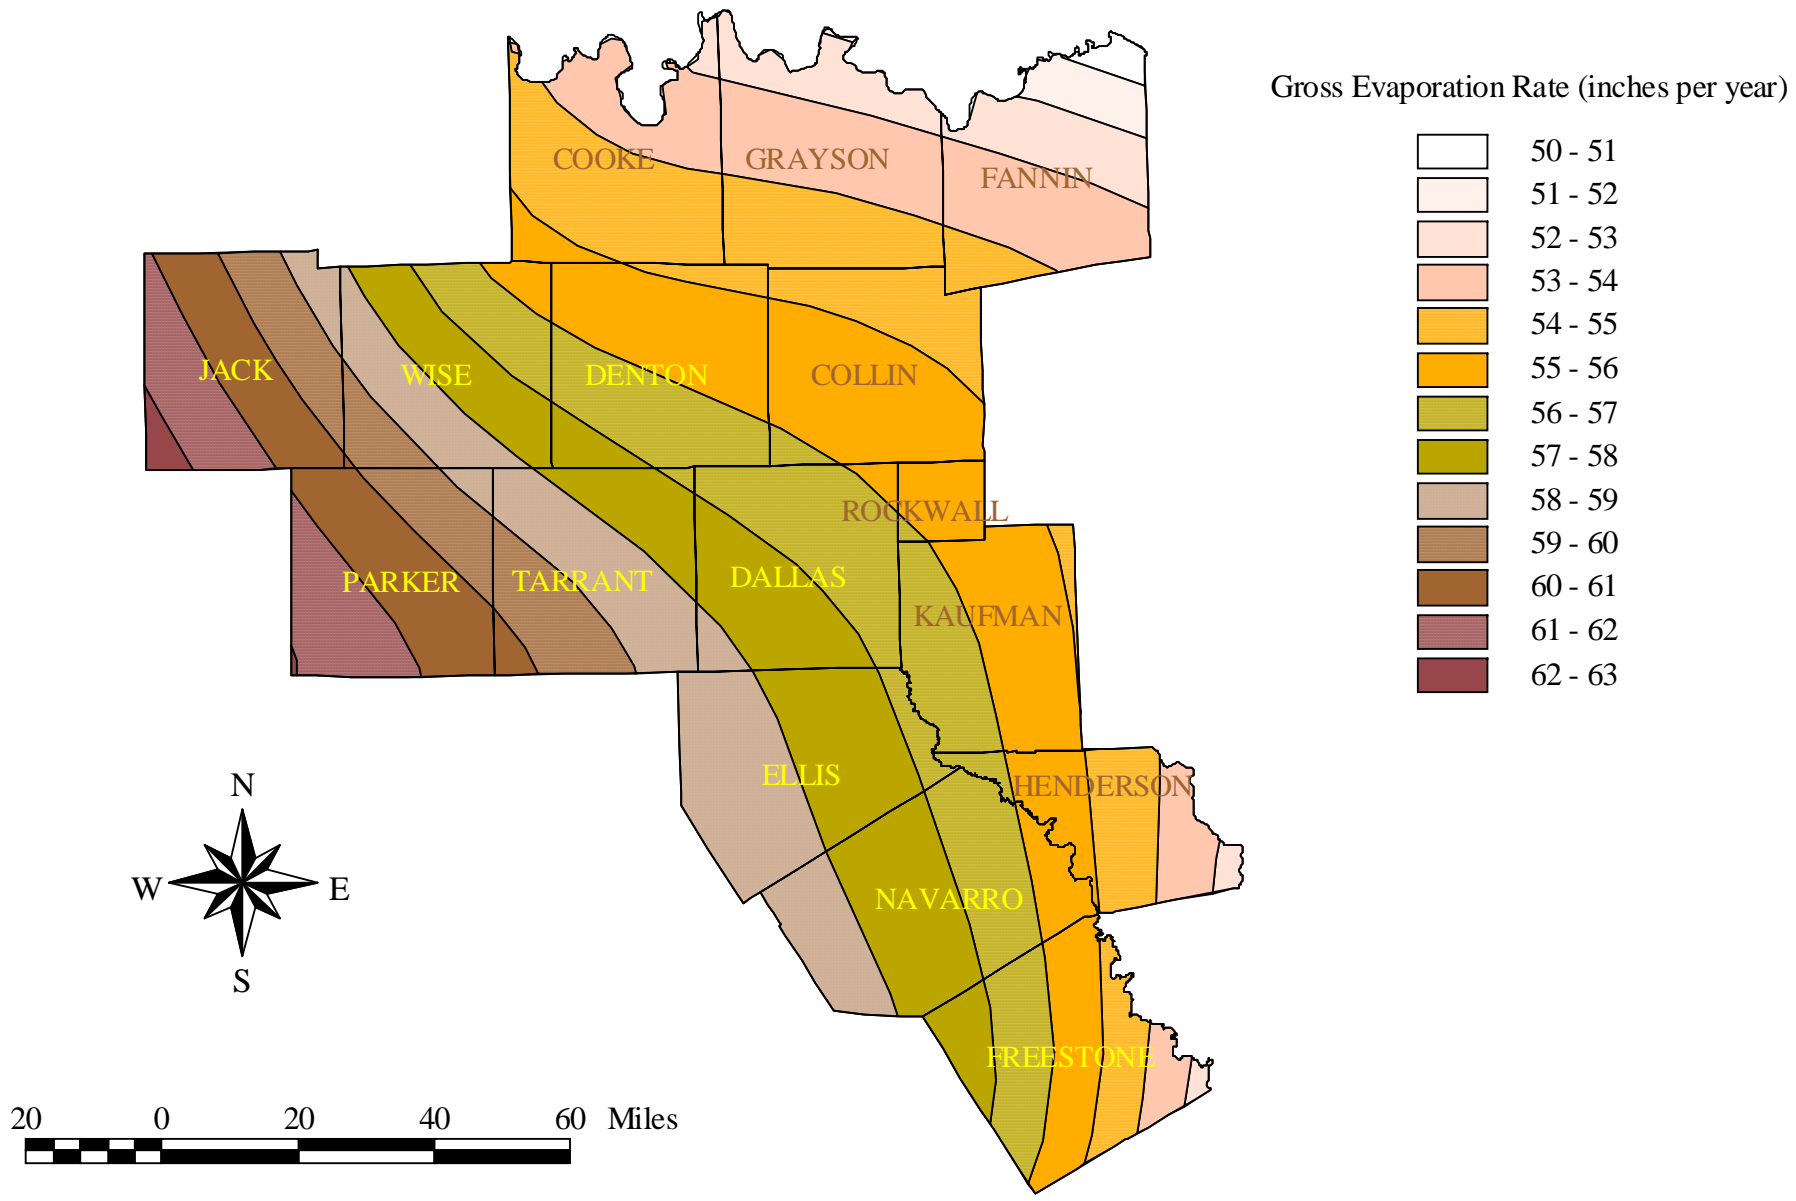 Gross Evaporation Rate (inches per year)
50 - 51
51 - 52
52 - 53
53 - 54
54 - 55
55 - 56
56 - 57
57 - 58
58 - 59
59 - 60
60 - 61
61 - 62
62 - 63
COOKE
GRAYSON
FANNIN
JACK
WISE
DENTON
COLLIN
ROCKWALL
PARKER
TARRANT
DALLAS
KAUFMAN
ELLIS
HENDERSON
NAVARRO
FREESTONE
N
W
E
S
20 0 20 40 60 Miles